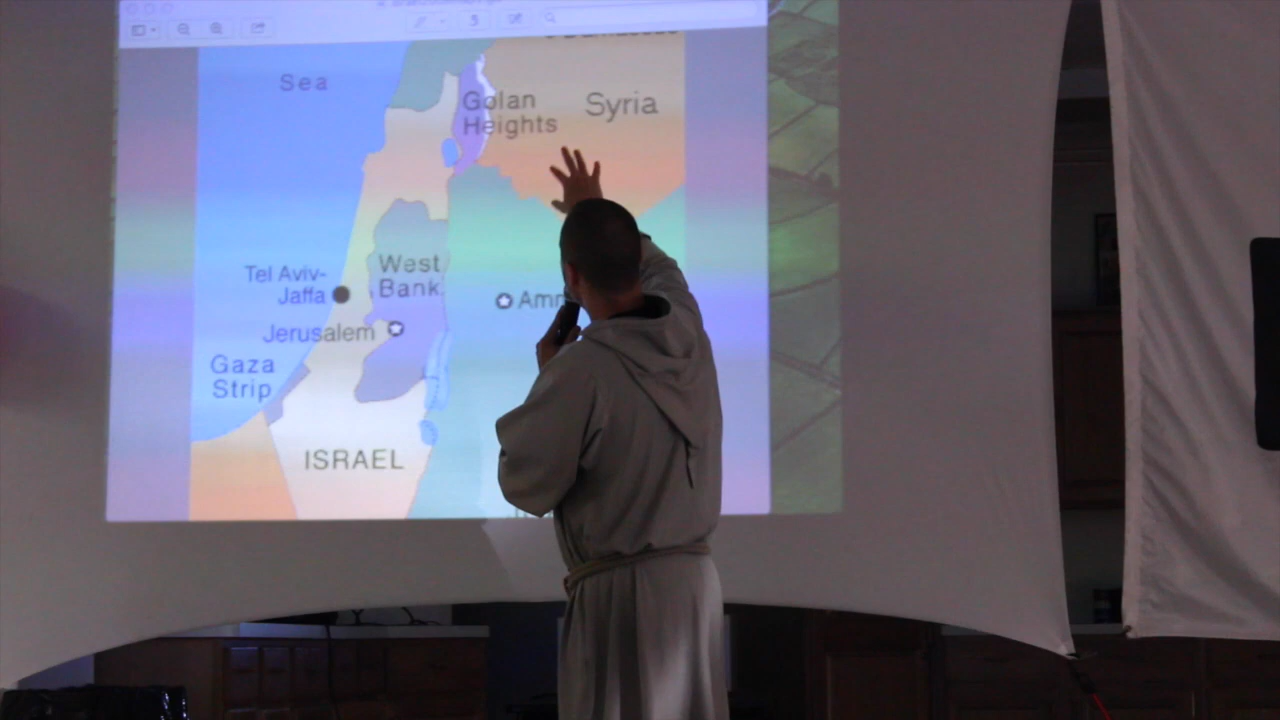 Sea
Golan
Heights
Syria
Tel Aviv-
Jaffa
West
Bank
Jerusalem
Gaza
Strip
ISRAEL